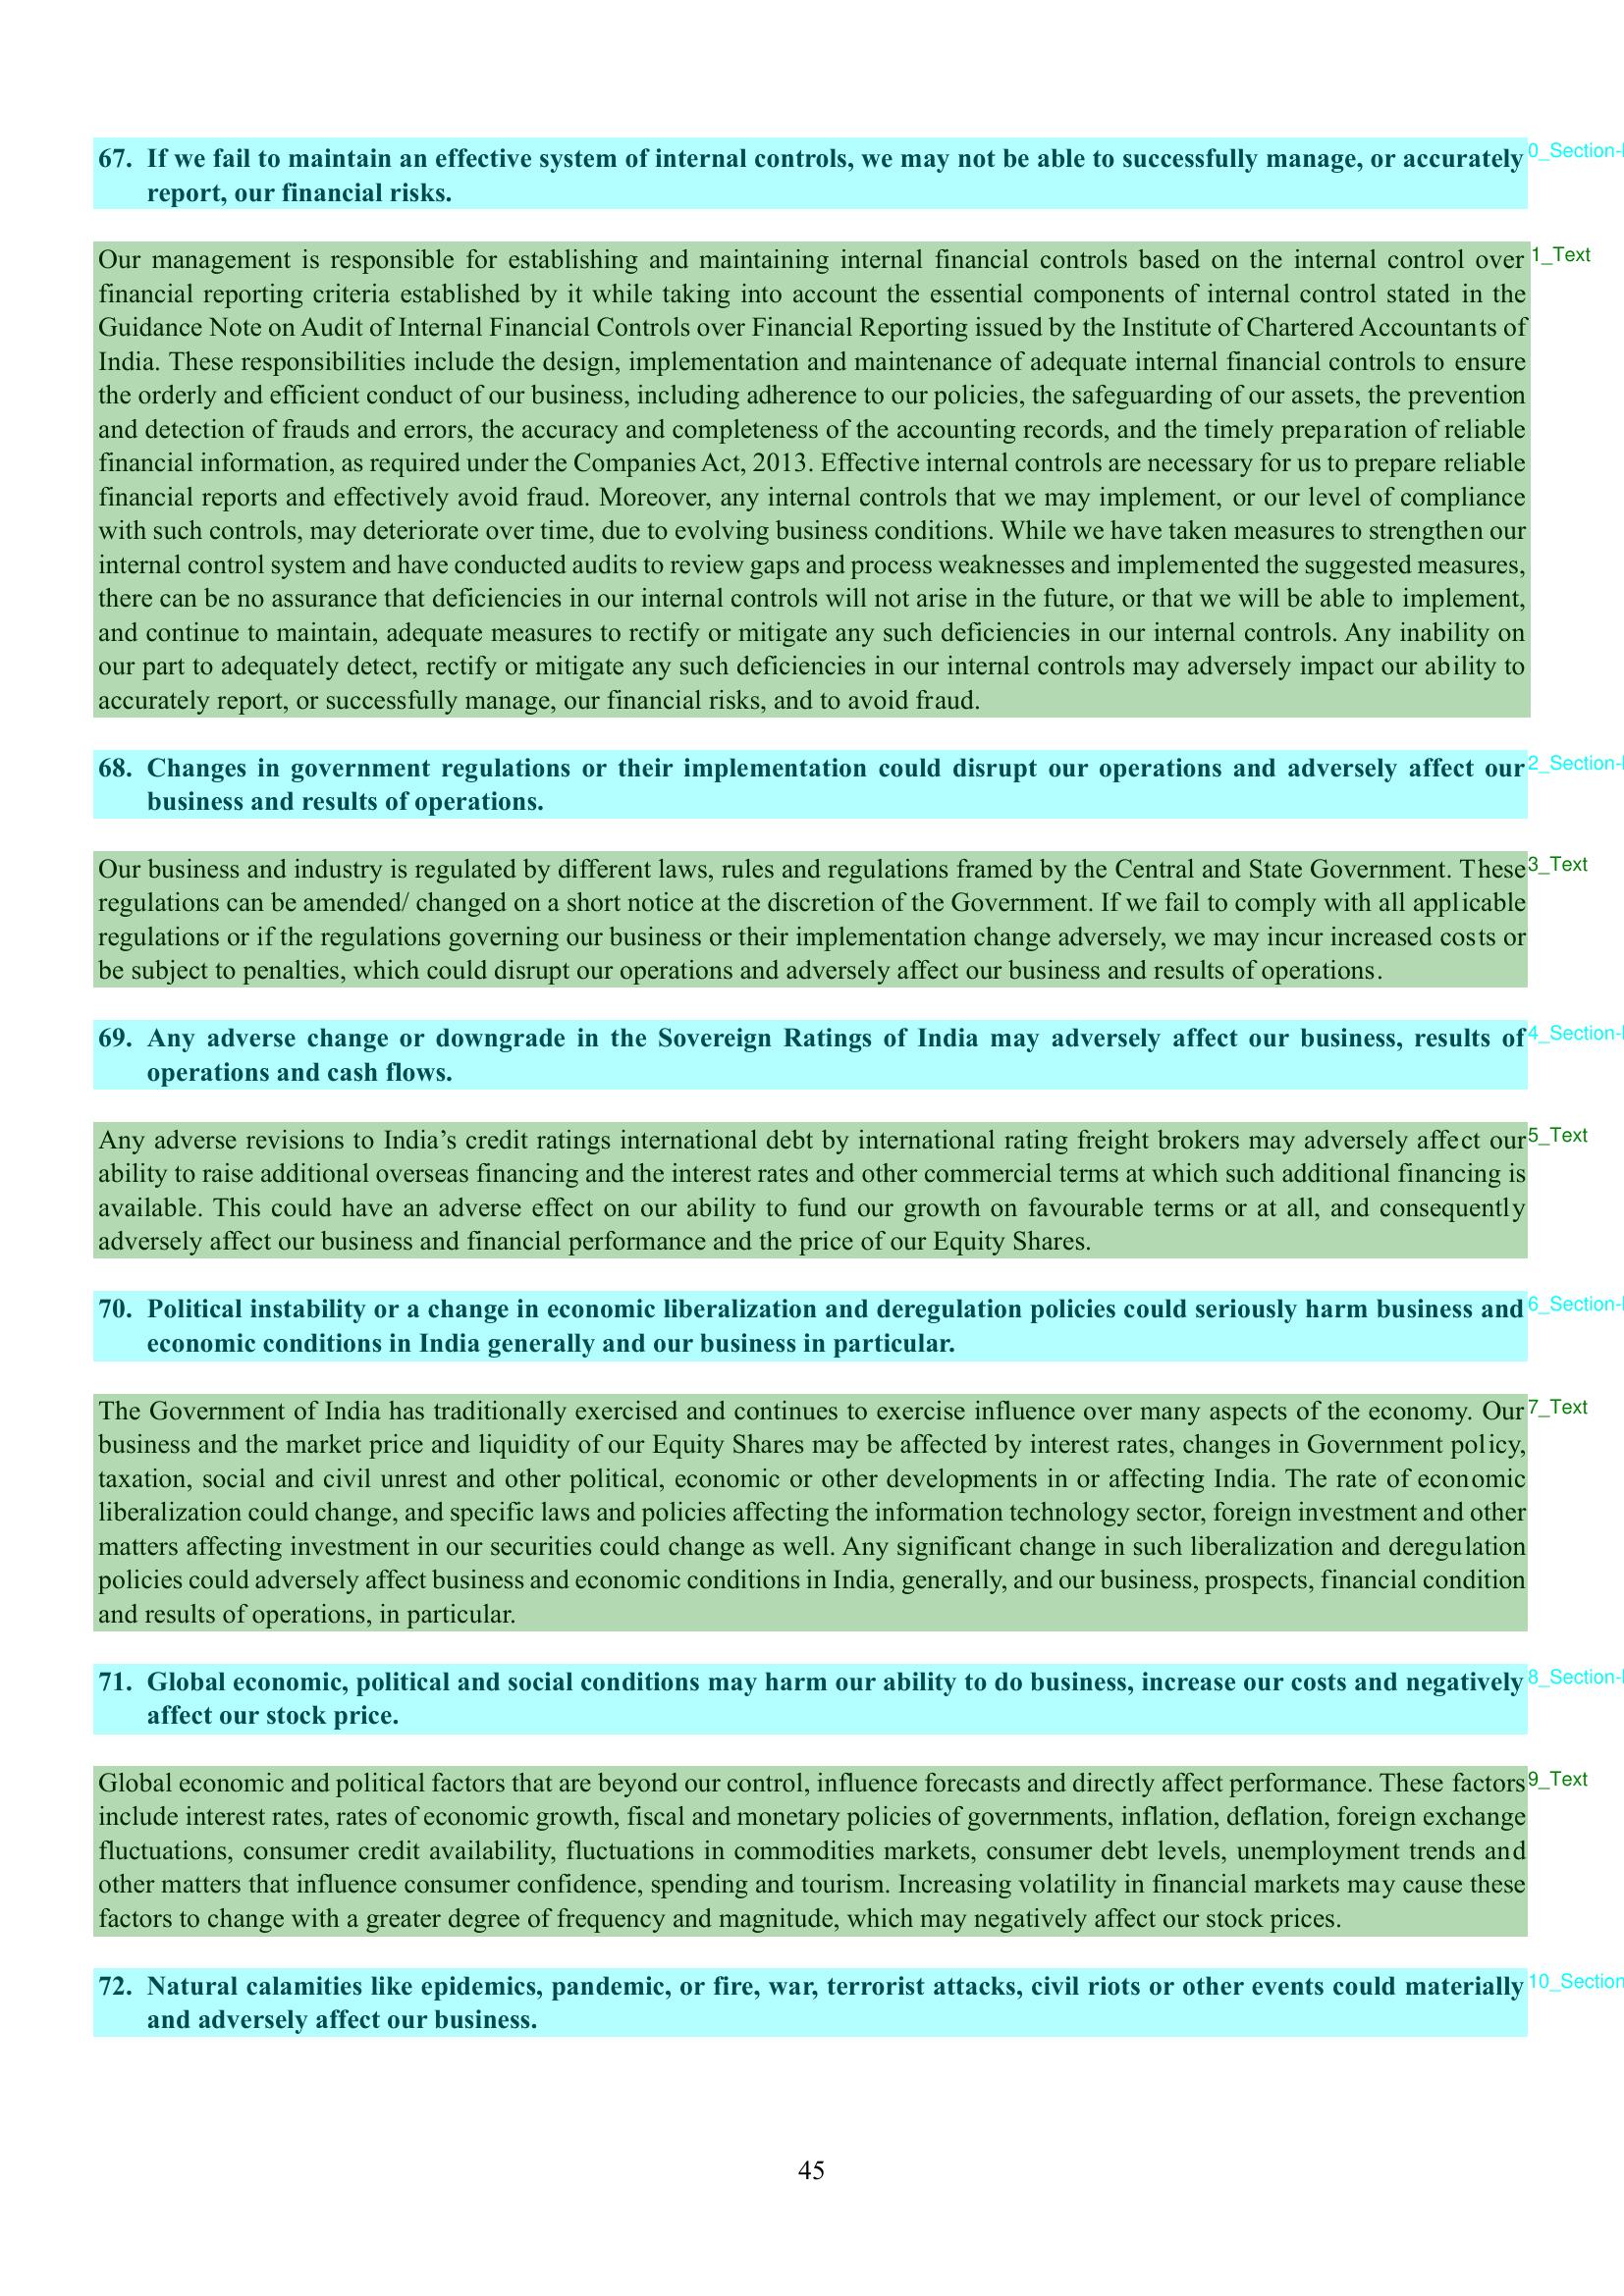 67. If we fail to maintain an effective system of internal controls, we may not be able to successfully manage, or accurately
report, our financial risks.
0_Section-
Our management is responsible for establishing and maintaining internal financial controls based on the internal control over
financial reporting criteria established by it while taking into account the essential components of internal control stated in the
Guidance Note on Audit of Internal Financial Controls over Financial Reporting issued by the Institute of Chartered Accountants of
India. These responsibilities include the design, implementation and maintenance of adequate internal financial controls to ensure
the orderly and efficient conduct of our business, including adherence to our policies, the safeguarding of our assets, the prevention
and detection of frauds and errors, the accuracy and completeness of the accounting records, and the timely preparation of reliable
financial information, as required under the Companies Act, 2013. Effective internal controls are necessary for us to prepare reliable
financial reports and effectively avoid fraud. Moreover, any internal controls that we may implement, or our level of compliance
with such controls, may deteriorate over time, due to evolving business conditions. While we have taken measures to strengthen our
internal control system and have conducted audits to review gaps and process weaknesses and implemented the suggested measures,
there can be no assurance that deficiencies in our internal controls will not arise in the future, or that we will be able to implement,
and continue to maintain, adequate measures to rectify or mitigate any such deficiencies in our internal controls. Any inability on
our part to adequately detect, rectify or mitigate any such deficiencies in our internal controls may adversely impact our ability to
accurately report, or successfully manage, our financial risks, and to avoid fraud.
1_Text
68. Changes in government regulations or their implementation could disrupt our operations and adversely affect our
business and results of operations.
2_Section-
Our business and industry is regulated by different laws, rules and regulations framed by the Central and State Government. These
regulations can be amended/ changed on a short notice at the discretion of the Government. If we fail to comply with all applicable
regulations or if the regulations governing our business or their implementation change adversely, we may incur increased costs or
be subject to penalties, which could disrupt our operations and adversely affect our business and results of operations.
3_Text
69. Any adverse change or downgrade in the Sovereign Ratings of India may adversely affect our business, results of
operations and cash flows.
4_Section-
Any adverse revisions to India’s credit ratings international debt by international rating freight brokers may adversely affect our
ability to raise additional overseas financing and the interest rates and other commercial terms at which such additional financing is
available. This could have an adverse effect on our ability to fund our growth on favourable terms or at all, and consequently
adversely affect our business and financial performance and the price of our Equity Shares.
5_Text
70. Political instability or a change in economic liberalization and deregulation policies could seriously harm business and
economic conditions in India generally and our business in particular.
6_Section-
The Government of India has traditionally exercised and continues to exercise influence over many aspects of the economy. Our
business and the market price and liquidity of our Equity Shares may be affected by interest rates, changes in Government policy,
taxation, social and civil unrest and other political, economic or other developments in or affecting India. The rate of economic
liberalization could change, and specific laws and policies affecting the information technology sector, foreign investment and other
matters affecting investment in our securities could change as well. Any significant change in such liberalization and deregulation
policies could adversely affect business and economic conditions in India, generally, and our business, prospects, financial condition
and results of operations, in particular.
7_Text
71. Global economic, political and social conditions may harm our ability to do business, increase our costs and negatively
affect our stock price.
8_Section-
Global economic and political factors that are beyond our control, influence forecasts and directly affect performance. These factors
include interest rates, rates of economic growth, fiscal and monetary policies of governments, inflation, deflation, foreign exchange
fluctuations, consumer credit availability, fluctuations in commodities markets, consumer debt levels, unemployment trends and
other matters that influence consumer confidence, spending and tourism. Increasing volatility in financial markets may cause these
factors to change with a greater degree of frequency and magnitude, which may negatively affect our stock prices.
9_Text
72. Natural calamities like epidemics, pandemic, or fire, war, terrorist attacks, civil riots or other events could materially
and adversely affect our business.
10_Section
45